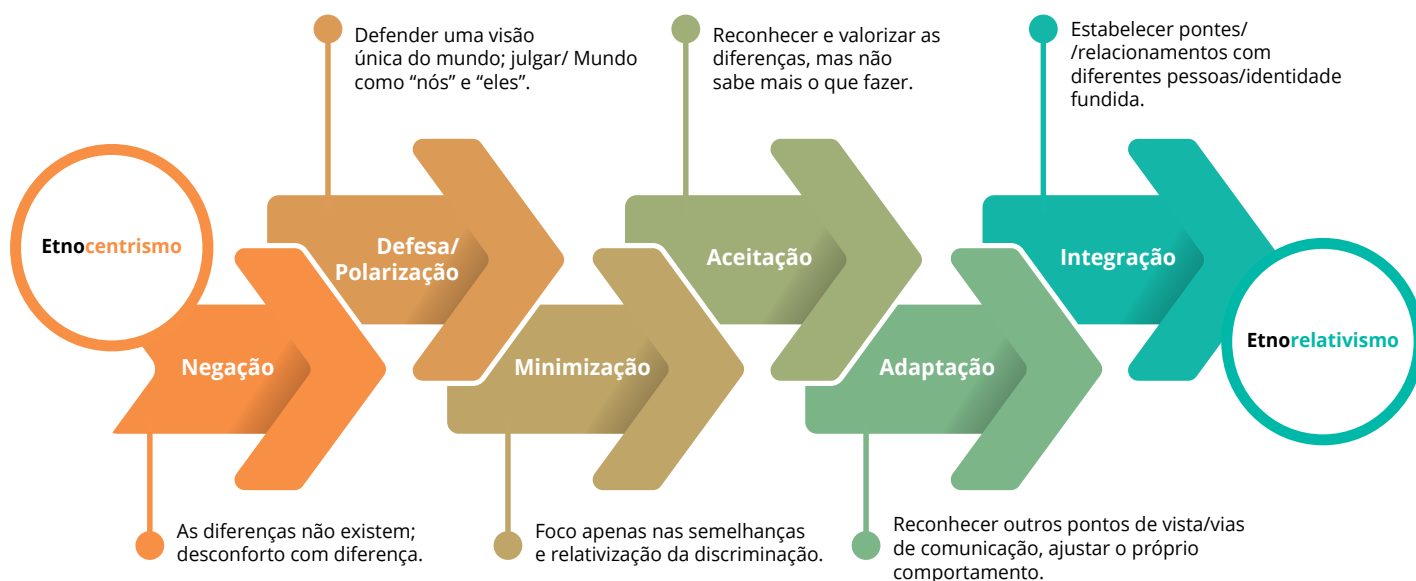 Defender uma visão
única do mundo; julgar/ Mundo
como “nós” e “eles”.
Reconhecer e valorizar as
diferenças, mas não
sabe mais o que fazer.
Estabelecer pontes/
/relacionamentos com
diferentes pessoas/identidade
fundida.
Etnocentrismo
Negação
Defesa/
Polarização
Minimização
Aceitação
Adaptação
Integração
Etnorelativismo
As diferenças não existem;
desconforto com diferença.
Foco apenas nas semelhanças
e relativização da discriminação.
Reconhecer outros pontos de vista/vias
de comunicação, ajustar o próprio
comportamento.